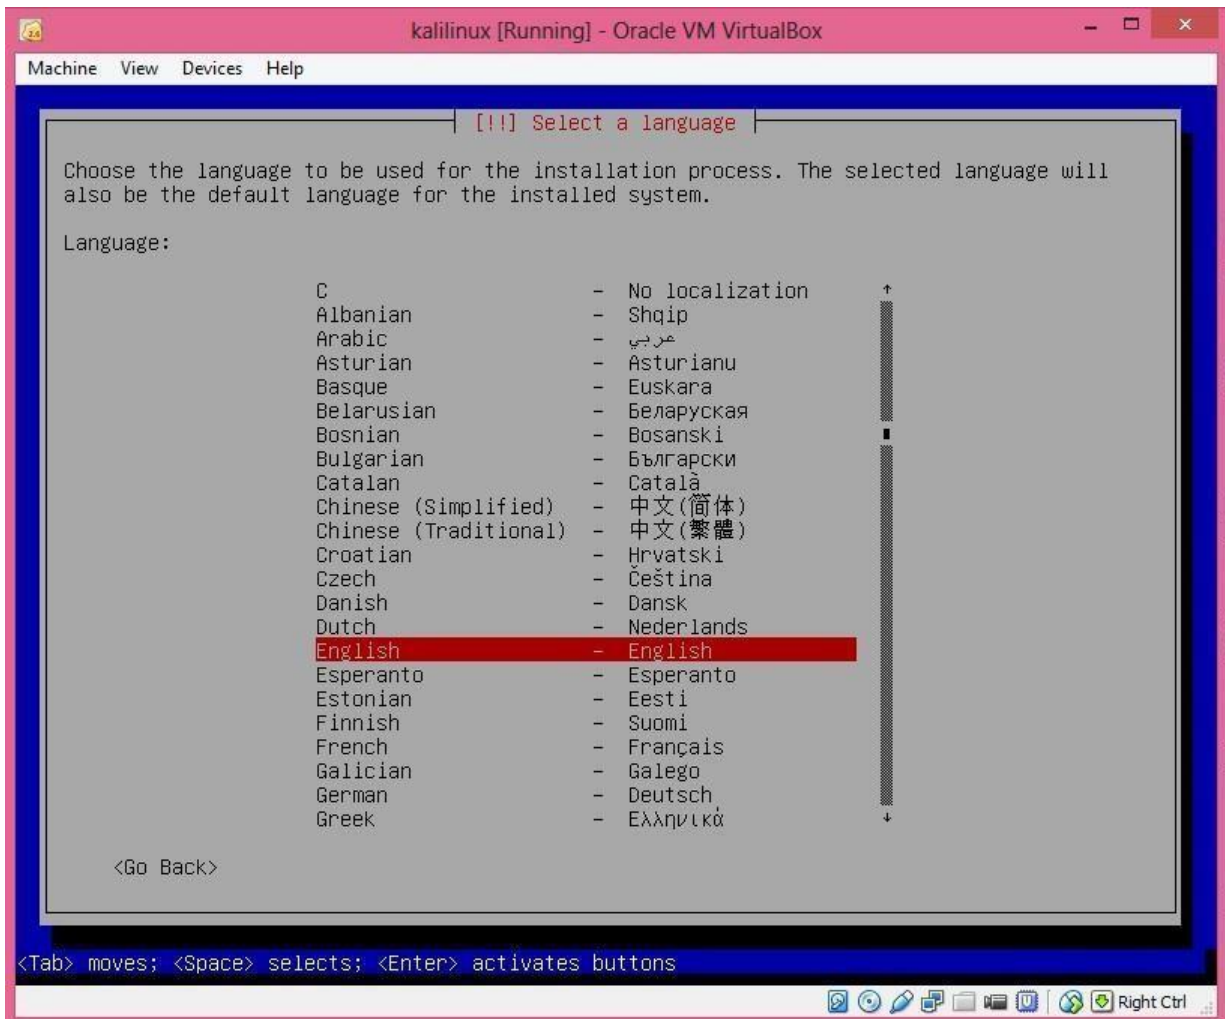 kalilinux [Running] - Oracle VM VirtualBox
Machine View Devices Help
[!!] Select a language
Choose the language to be used for the installation process. The selected language will
also be the default language for the installed system.
Language:
C - No localization
Albanian - Shqip
Arabic - عربي
Asturian - Asturianu
Basque - Euskara
Belarusian - Беларуская
Bosnian - Bosanski
Bulgarian - Български
Catalan - Català
Chinese (Simplified) - 中文(简体)
Chinese (Traditional) - 中文(繁體)
Croatian - Hrvatski
Czech - Čeština
Danish - Dansk
Dutch - Nederlands
English - English
Esperanto - Esperanto
Estonian - Eesti
Finnish - Suomi
French - Français
Galician - Galego
German - Deutsch
Greek - Ελληνικά
<Go Back>
<Tab> moves; <Space> selects; <Enter> activates buttons
Right Ctrl